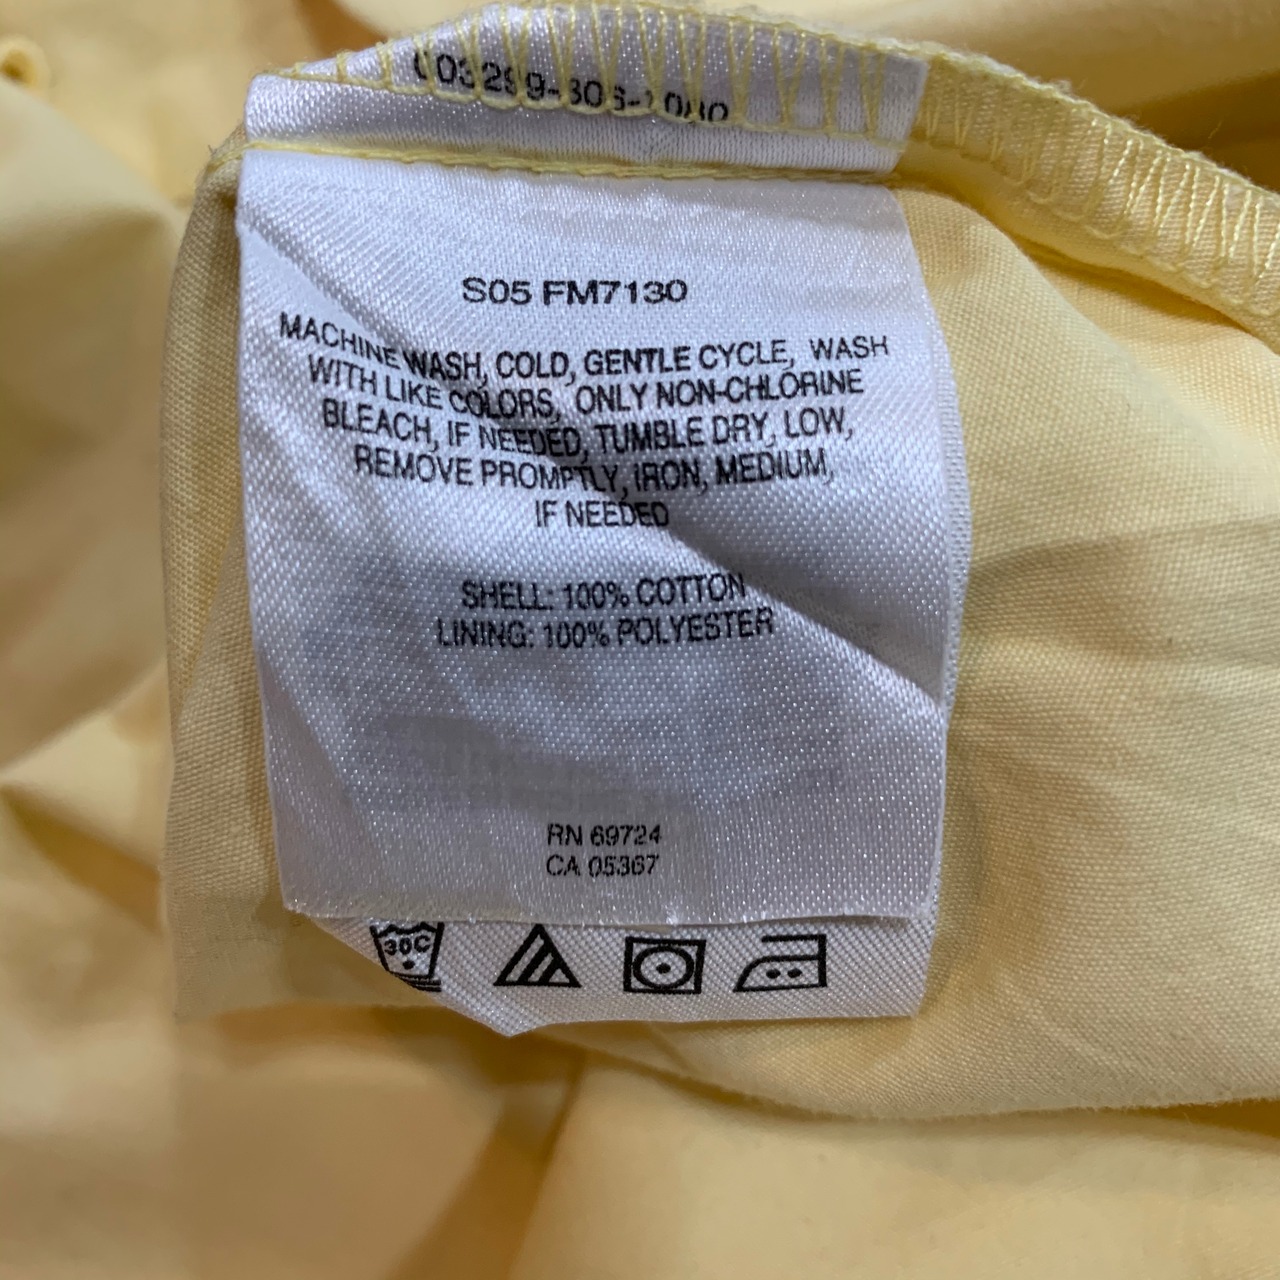 S05 FM7130
MACHINE WASH, COLD, GENTLE CYCLE, WASH
WITH LIKE COLORS, ONLY NON-CHLORINE
BLEACH, IF NEEDED, TUMBLE DRY, LOW,
REMOVE PROMPTLY, IRON, MEDIUM,
IF NEEDED
SHELL: 100% COTTON
LINING: 100% POLYESTER
RN 69724
CA 05367
30C